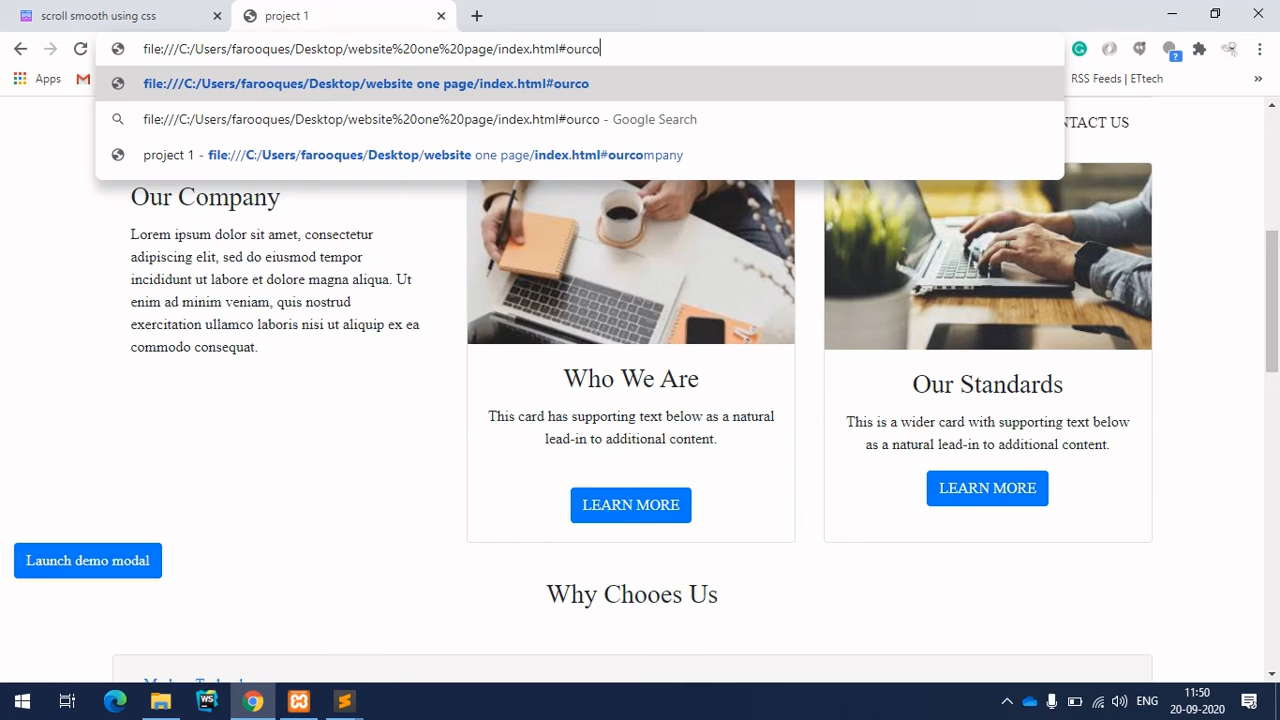 scroll smooth using css
project 1
file:///C:/Users/farooques/Desktop/website%20one%20page/index.html#ourco
file:///C:/Users/farooques/Desktop/website one page/index.html#ourco
file:///C:/Users/farooques/Desktop/website%20one%20page/index.html#ourco - Google Search
project 1 - file:///C:/Users/farooques/Desktop/website one page/index.html#ourcompany
Apps
RSS Feeds | ETtech
»
NTACT US
Our Company
Lorem ipsum dolor sit amet, consectetur
adipiscing elit, sed do eiusmod tempor
incididunt ut labore et dolore magna aliqua. Ut
enim ad minim veniam, quis nostrud
exercitation ullamco laboris nisi ut aliquip ex ea
commodo consequat.
Who We Are
This card has supporting text below as a natural
lead-in to additional content.
LEARN MORE
Our Standards
This is a wider card with supporting text below
as a natural lead-in to additional content.
LEARN MORE
Launch demo modal
Why Chooes Us
ENG
11:50
20-09-2020